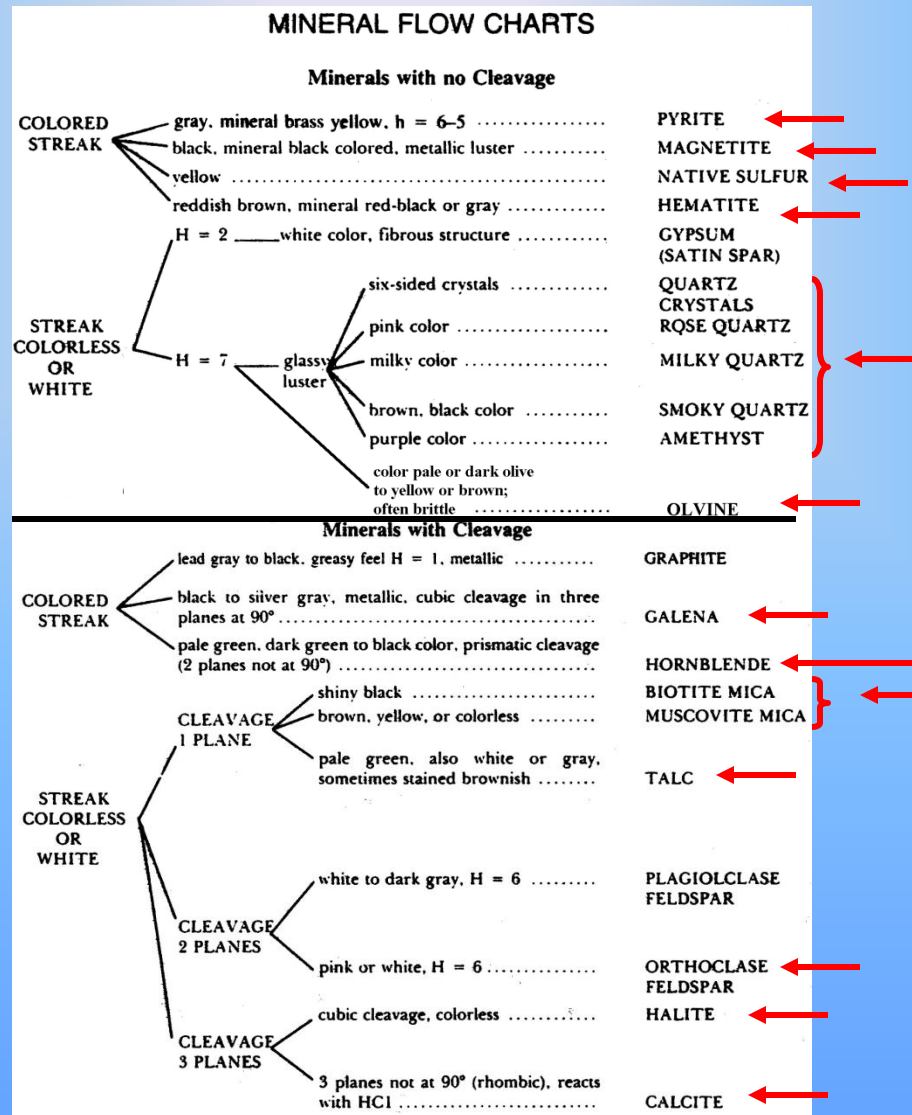 MINERAL FLOW CHARTS
Minerals with no Cleavage
COLORED
STREAK
gray, mineral brass yellow, h = 6–5 ................. PYRITE
black, mineral black colored, metallic luster ........... MAGNETITE
yellow ................................................. NATIVE SULFUR
reddish brown, mineral red-black or gray ............. HEMATITE
H = 2 ____white color, fibrous structure ............ GYPSUM
(SATIN SPAR)
STREAK
COLORLESS
OR
WHITE
H = 7
glassy
luster
six-sided crystals ............ QUARTZ
CRYSTALS
pink color ................... ROSE QUARTZ
milky color .................. MILKY QUARTZ
brown, black color ........... SMOKY QUARTZ
purple color ................. AMETHYST
color pale or dark olive
to yellow or brown;
often brittle .................. OLVINE
Minerals with Cleavage
COLORED
STREAK
lead gray to black, greasy feel H = 1, metallic ........... GRAPHITE
black to silver gray, metallic, cubic cleavage in three
planes at 90° ........................................ GALENA
pale green, dark green to black color, prismatic cleavage
(2 planes not at 90°) ................................ HORNBLENDE
STREAK
COLORLESS
OR
WHITE
CLEAVAGE
1 PLANE
shiny black ...................... BIOTITE MICA
brown, yellow, or colorless ......... MUSCOVITE MICA
pale green, also white or gray,
sometimes stained brownish ........ TALC
CLEAVAGE
2 PLANES
white to dark gray, H = 6 ......... PLAGIOLCLASE
FELDSPAR
pink or white, H = 6 ............... ORTHOCLASE
FELDSPAR
CLEAVAGE
3 PLANES
cubic cleavage, colorless ............ HALITE
3 planes not at 90° (rhombic), reacts
with HCl ........................ CALCITE